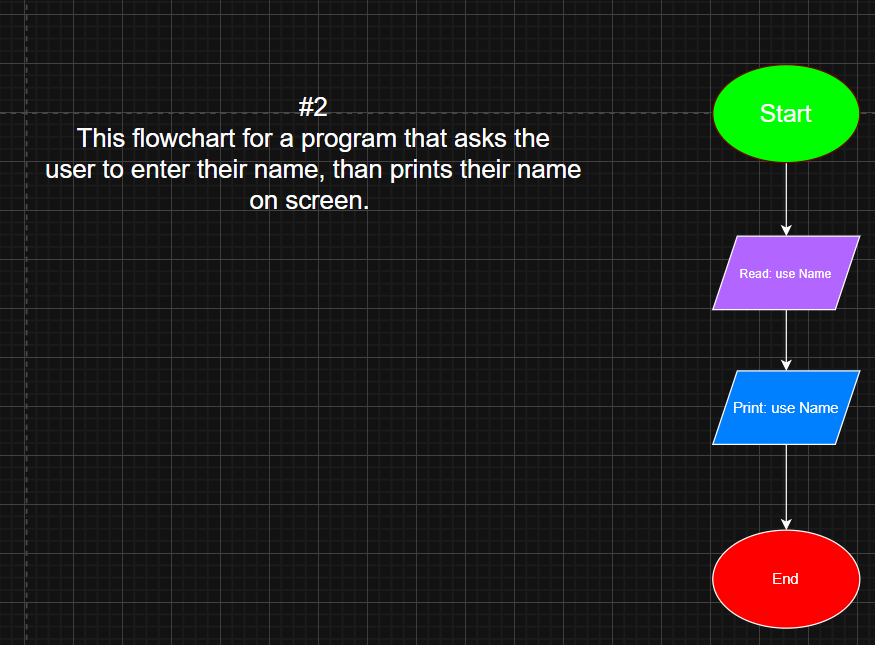 #2
This flowchart for a program that asks the
user to enter their name, than prints their name
on screen.
Start
Read: use Name
Print: use Name
End